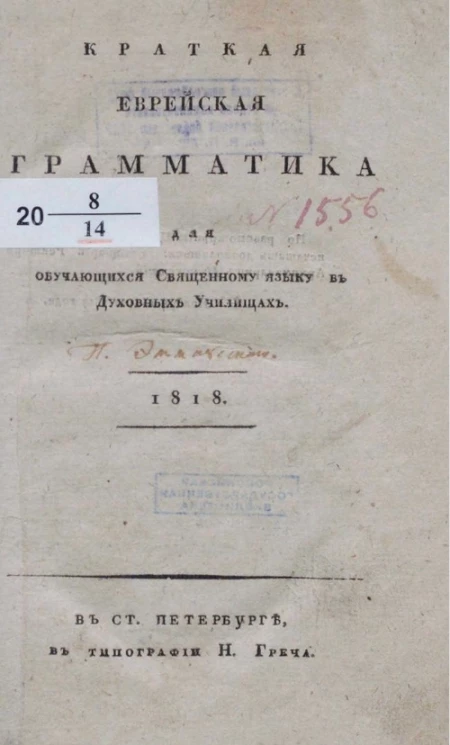 КРАТКАЯ
ЕВРЕЙСКАЯ
ГРАММАТИКА
20 8
14
N 1556
для
обучающихся Священному языку въ
Духовныхъ Училищахъ.
П.
1818.
ВЪ СТ. ПЕТЕРБУРГѢ,
въ типографіи Н. Греча.